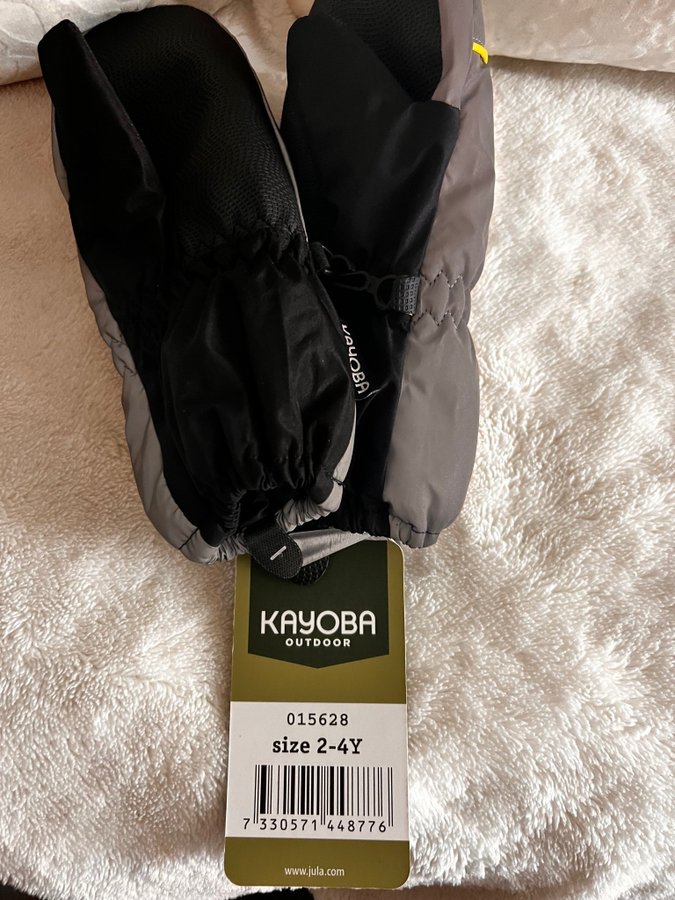 KAYOBA
KAYOBA
OUTDOOR
015628
size 2-4Y
7 330571 448776
www.jula.com